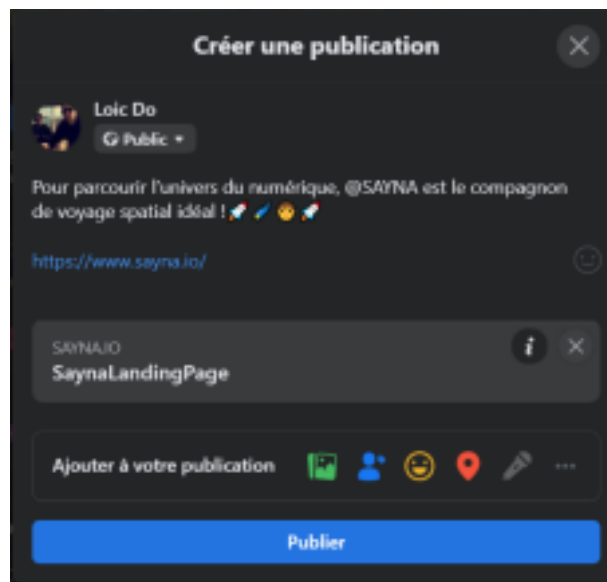 Créer une publication
Loic Do
Public
Pour parcourir l'univers du numérique, @SAYNA est le compagnon
de voyage spatial idéal ! 🚀
https://www.sayna.io/
SAYNA.IO
SaynaLandingPage
Ajouter à votre publication
Publier